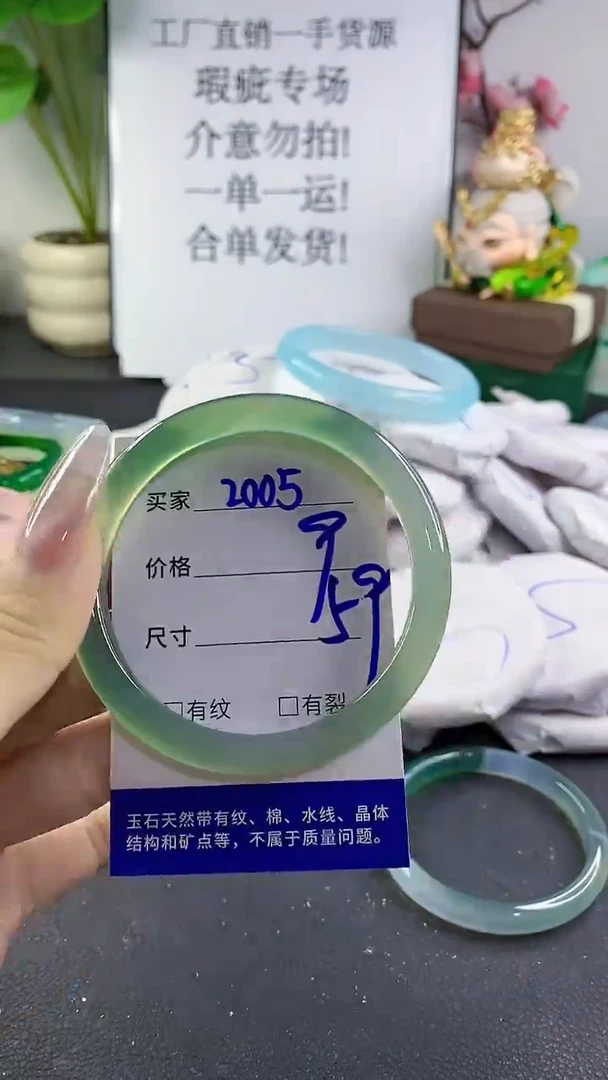 工厂直销一手货源
瑕疵专场
介意勿拍!
一单一运!
合单发货!
买家 2005
价格 9
尺寸 59
□有纹 □有裂
玉石天然带有纹、棉、水线、晶体
结构和矿点等，不属于质量问题。